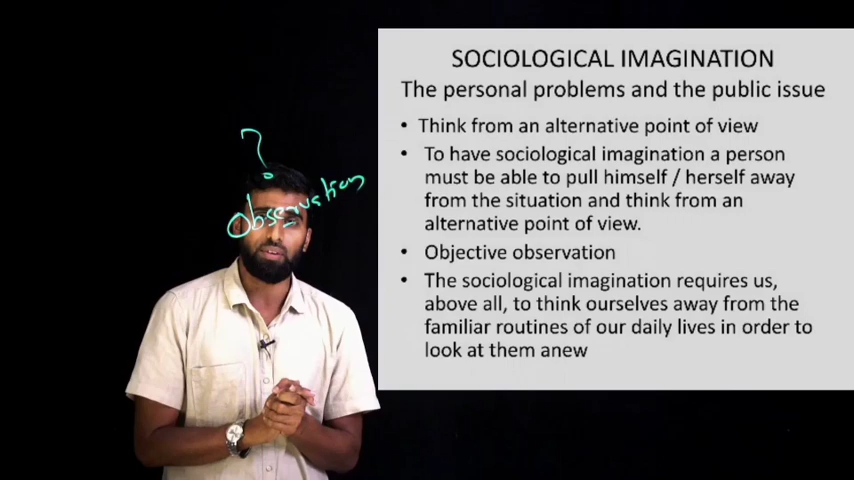 SOCIOLOGICAL IMAGINATION
The personal problems and the public issue
• Think from an alternative point of view
• To have sociological imagination a person
must be able to pull himself / herself away
from the situation and think from an
alternative point of view.
• Objective observation
• The sociological imagination requires us,
above all, to think ourselves away from the
familiar routines of our daily lives in order to
look at them anew
?
Observation